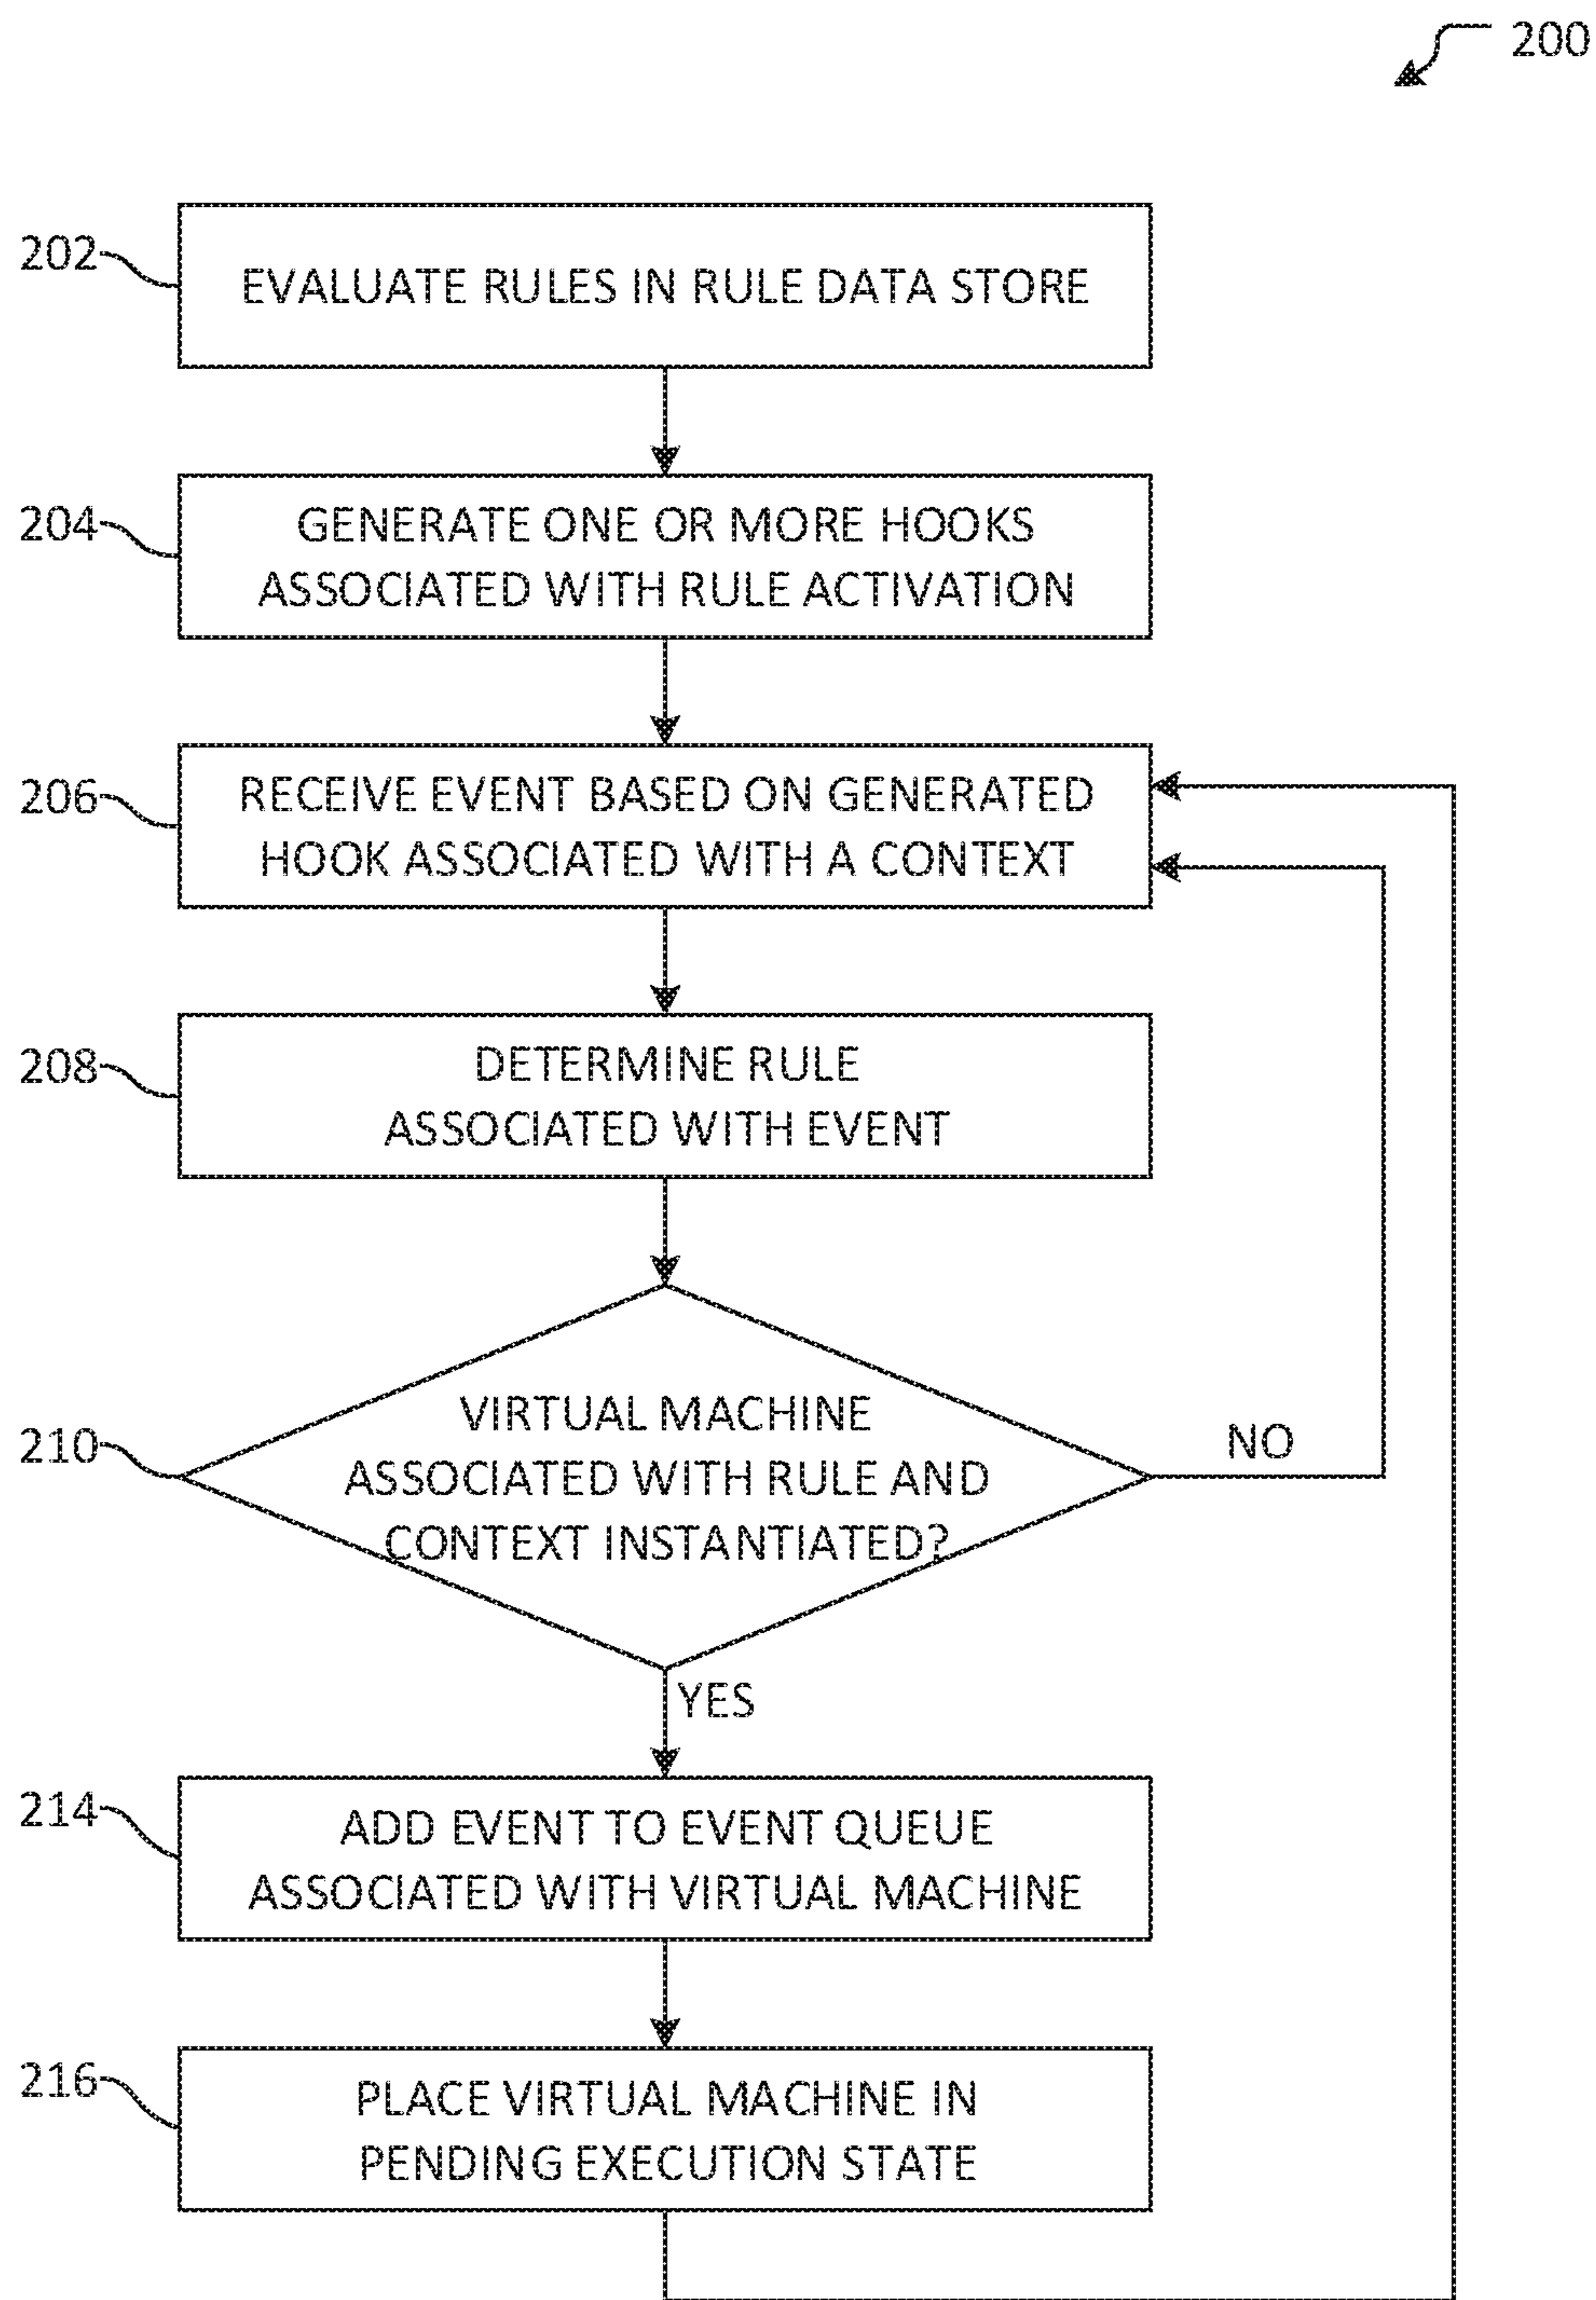 200
202
EVALUATE RULES IN RULE DATA STORE
204
GENERATE ONE OR MORE HOOKS
ASSOCIATED WITH RULE ACTIVATION
206
RECEIVE EVENT BASED ON GENERATED
HOOK ASSOCIATED WITH A CONTEXT
208
DETERMINE RULE
ASSOCIATED WITH EVENT
210
VIRTUAL MACHINE
ASSOCIATED WITH RULE AND
CONTEXT INSTANTIATED?
NO
YES
214
ADD EVENT TO EVENT QUEUE
ASSOCIATED WITH VIRTUAL MACHINE
216
PLACE VIRTUAL MACHINE IN
PENDING EXECUTION STATE